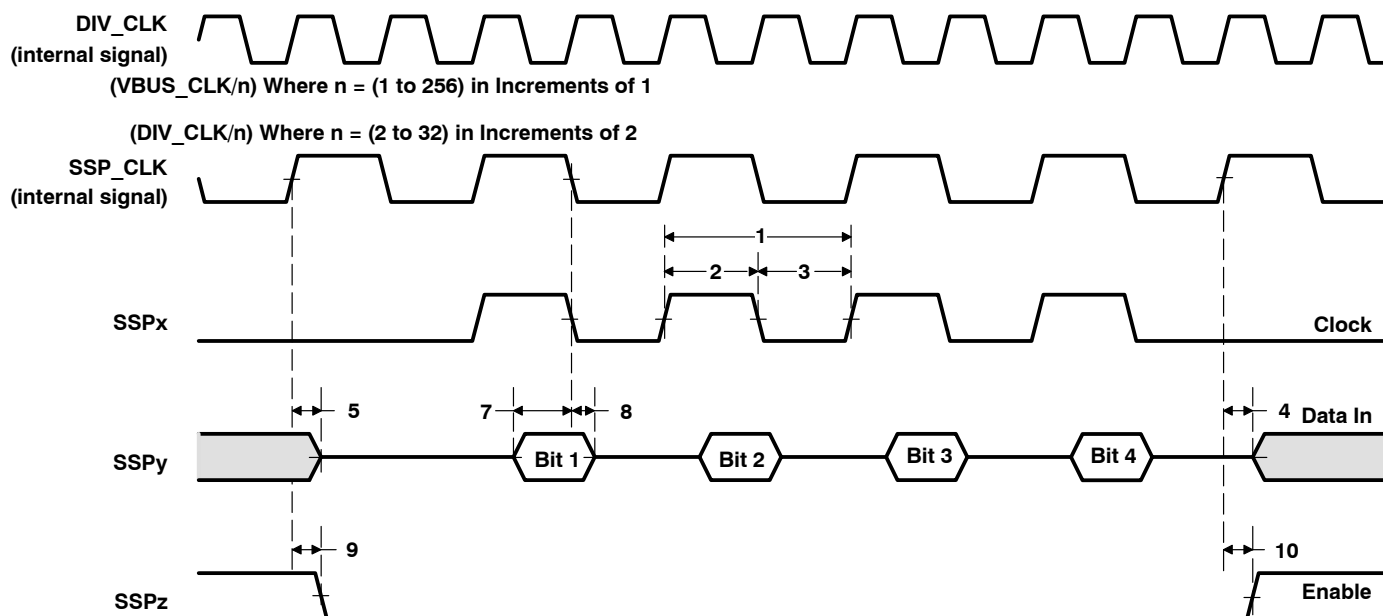 DIV_CLK
(internal signal)
(VBUS_CLK/n) Where n = (1 to 256) in Increments of 1
(DIV_CLK/n) Where n = (2 to 32) in Increments of 2
SSP_CLK
(internal signal)
1
2
3
SSPx
Clock
5
7
8
4
Data In
SSPy
Bit 1
Bit 2
Bit 3
Bit 4
9
10
SSPz
Enable